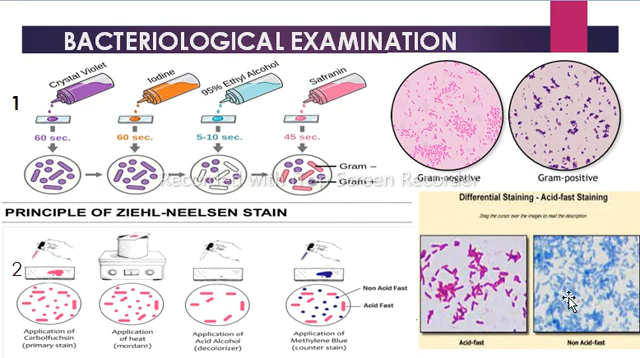 BACTERIOLOGICAL EXAMINATION
1
Crystal Violet
Iodine
95% Ethyl Alcohol
Safranin
60 sec.
60 sec.
5-10 sec.
45 sec.
Gram −
Gram +
Gram-negative
Gram-positive
Recorded with
Screen Recorder
PRINCIPLE OF ZIEHL-NEELSEN STAIN
2
Non Acid Fast
Acid Fast
Application of
Carbolfuchsin
(primary stain)
Application of
heat
(mordant)
Application of
Acid Alcohol
(decolorizer)
Application of
Methylene Blue
(counter stain)
Differential Staining - Acid-fast Staining
Drag the cursor over the images to read the description
Acid-fast
Non Acid-fast